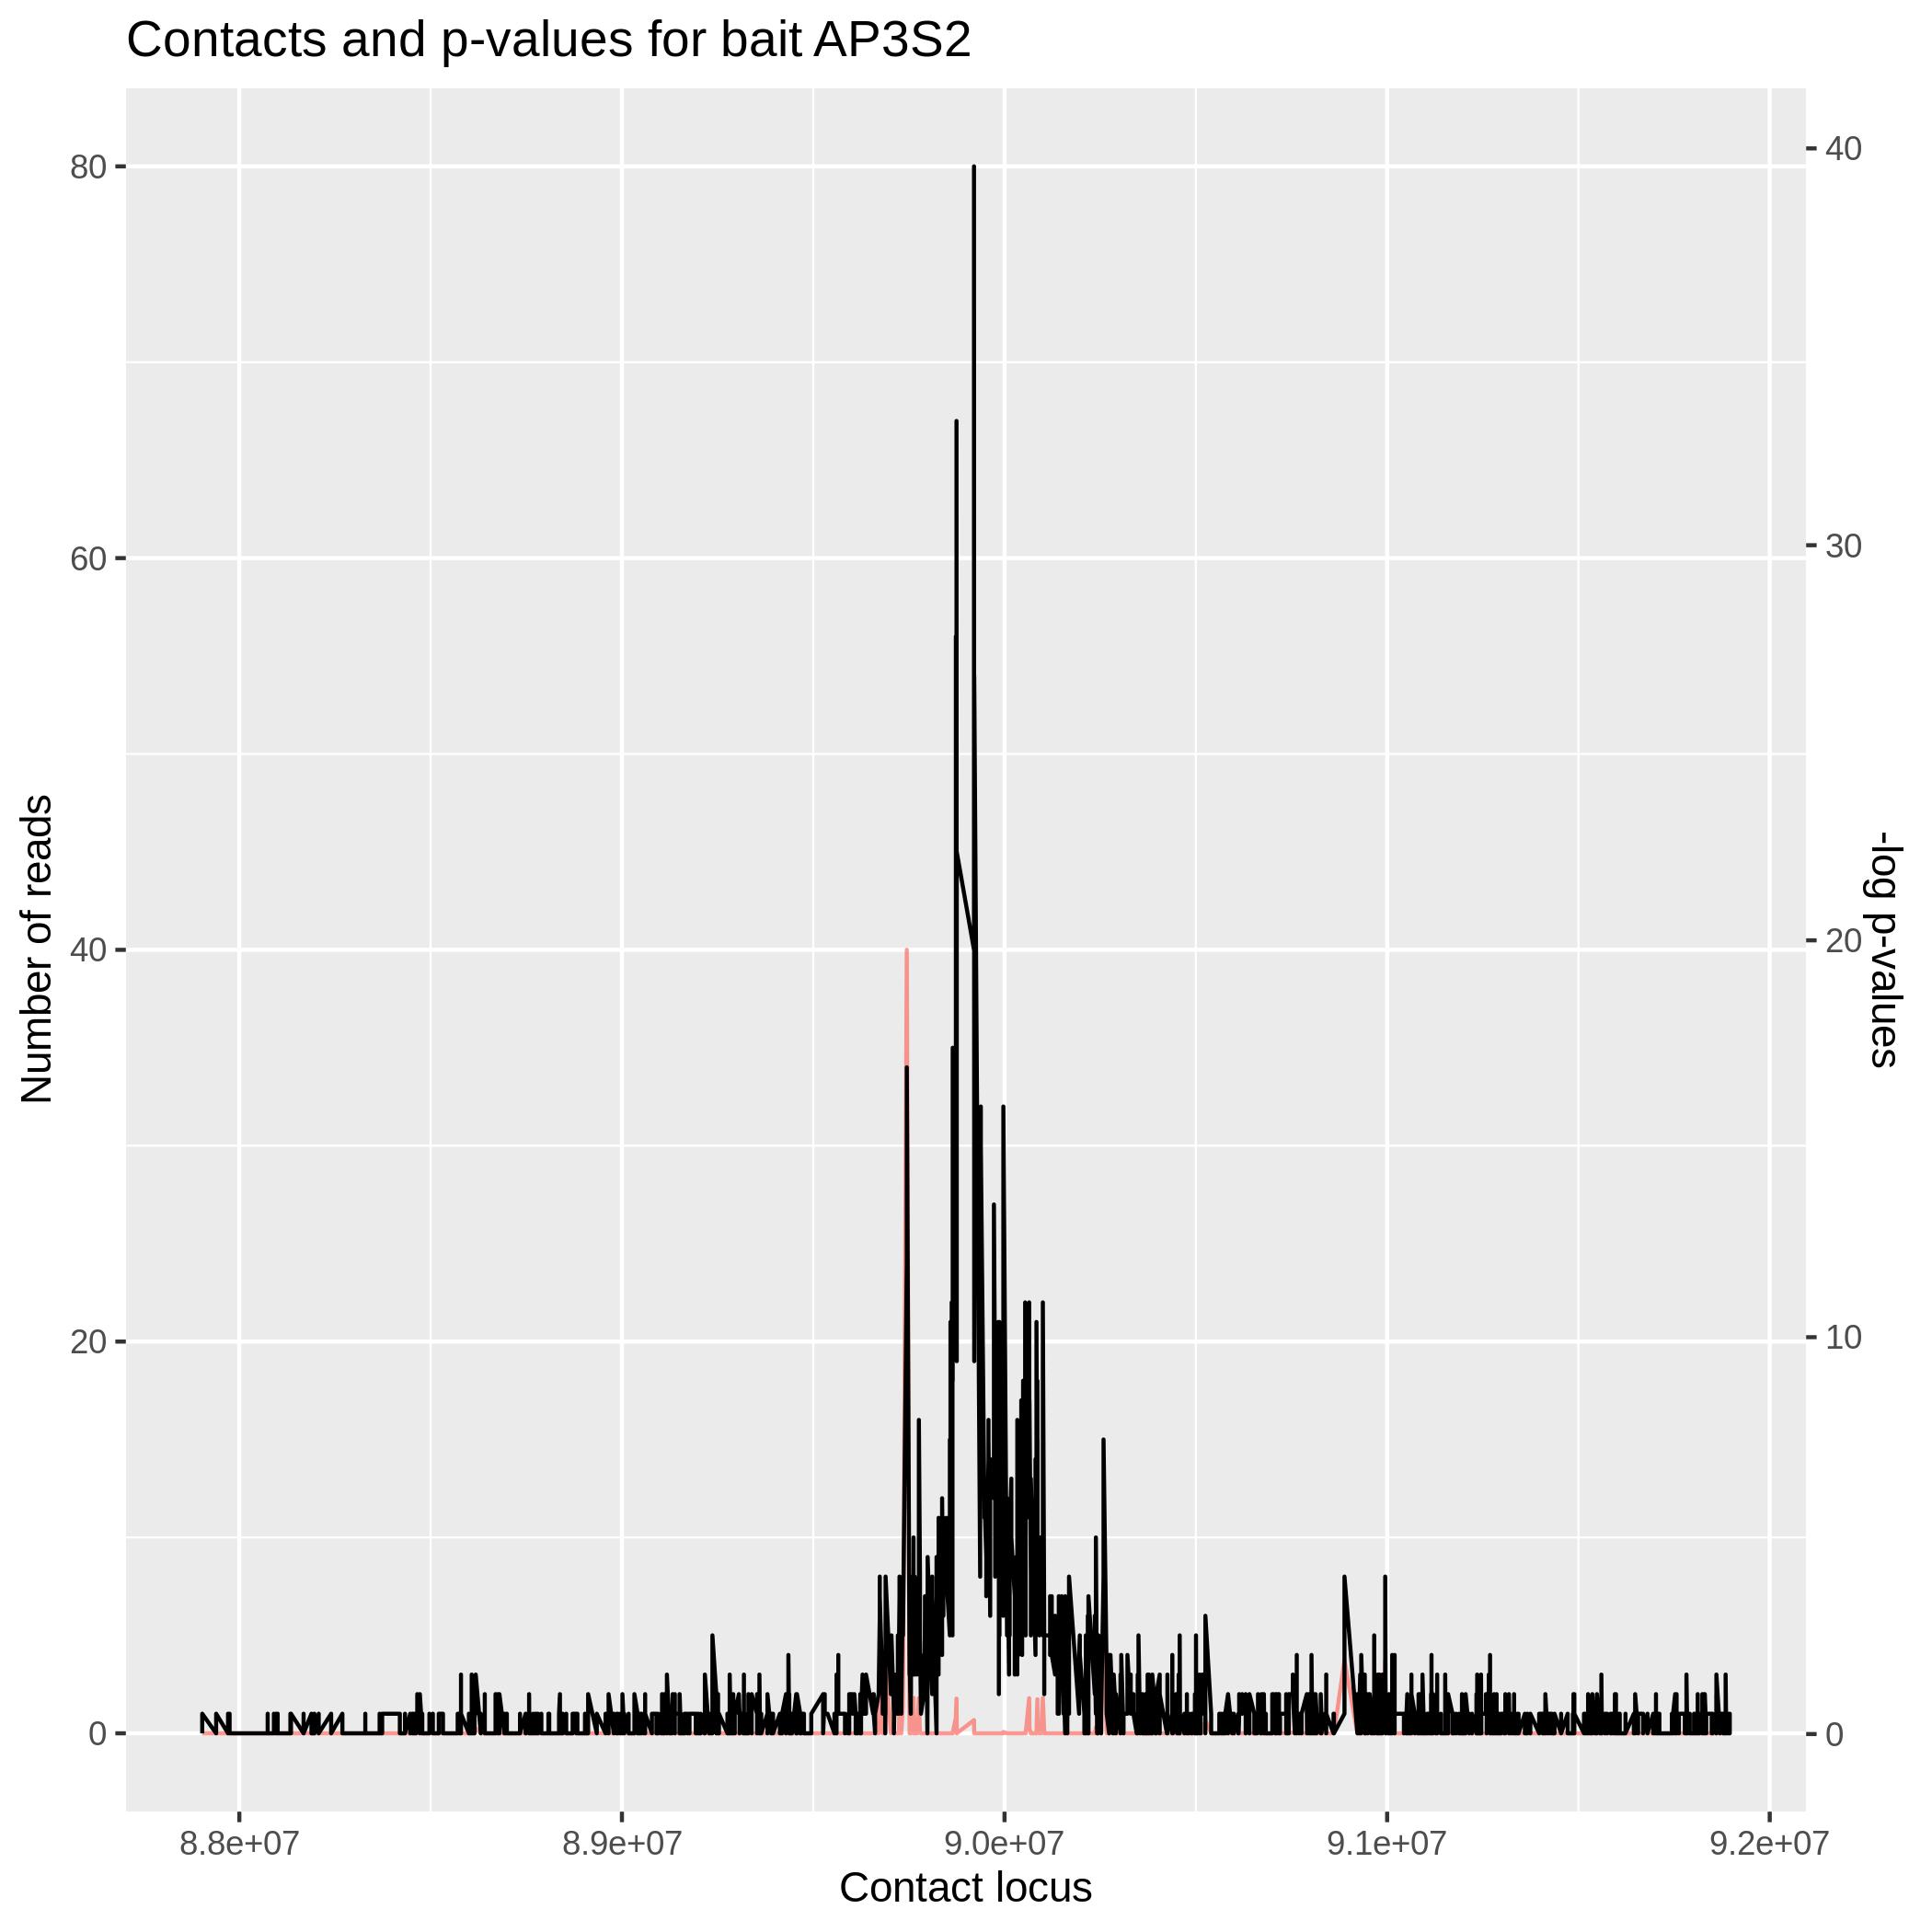 Contacts and p-values for bait AP3S2
80
60
40
20
0
Number of reads
40
30
20
10
0
-log p-values
8.8e+07
8.9e+07
9.0e+07
9.1e+07
9.2e+07
Contact locus